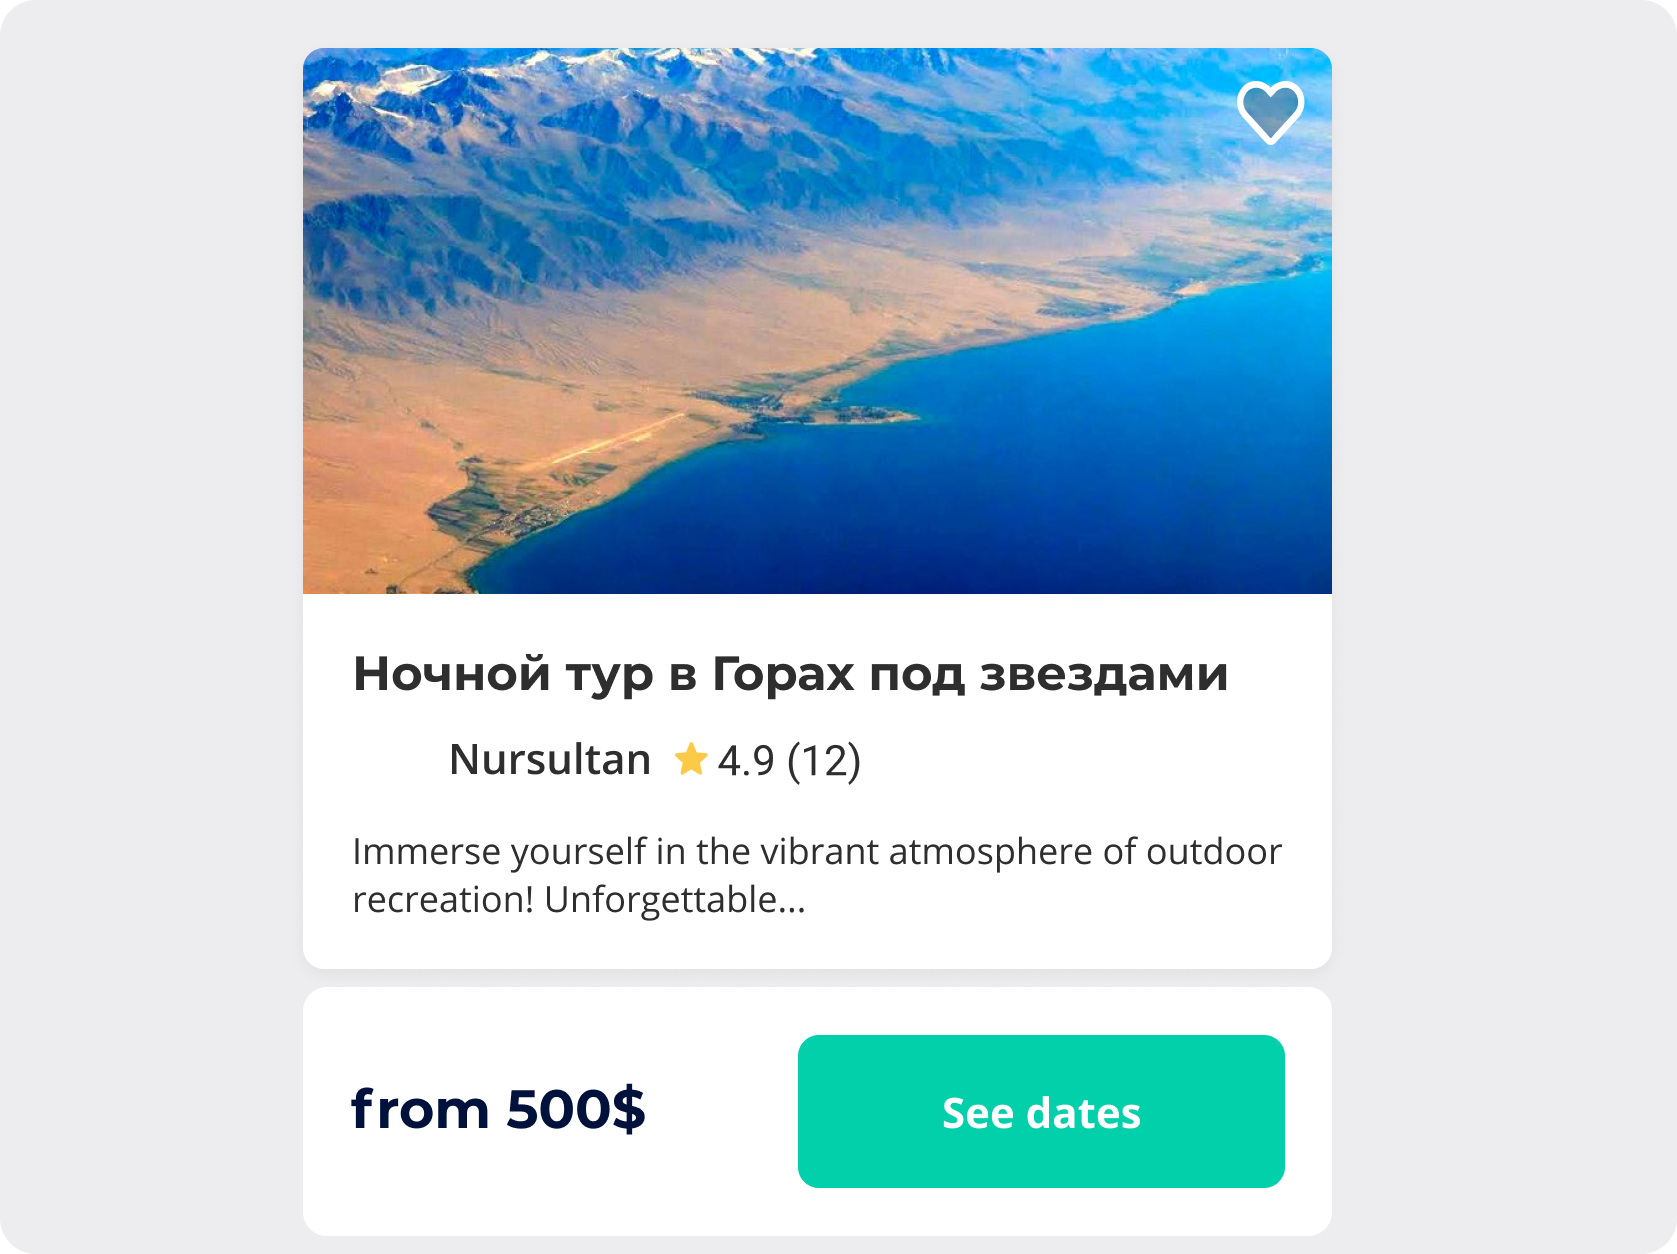 Ночной тур в Горах под звездами
Nursultan 4.9 (12)
Immerse yourself in the vibrant atmosphere of outdoor
recreation! Unforgettable...
from 500$
See dates